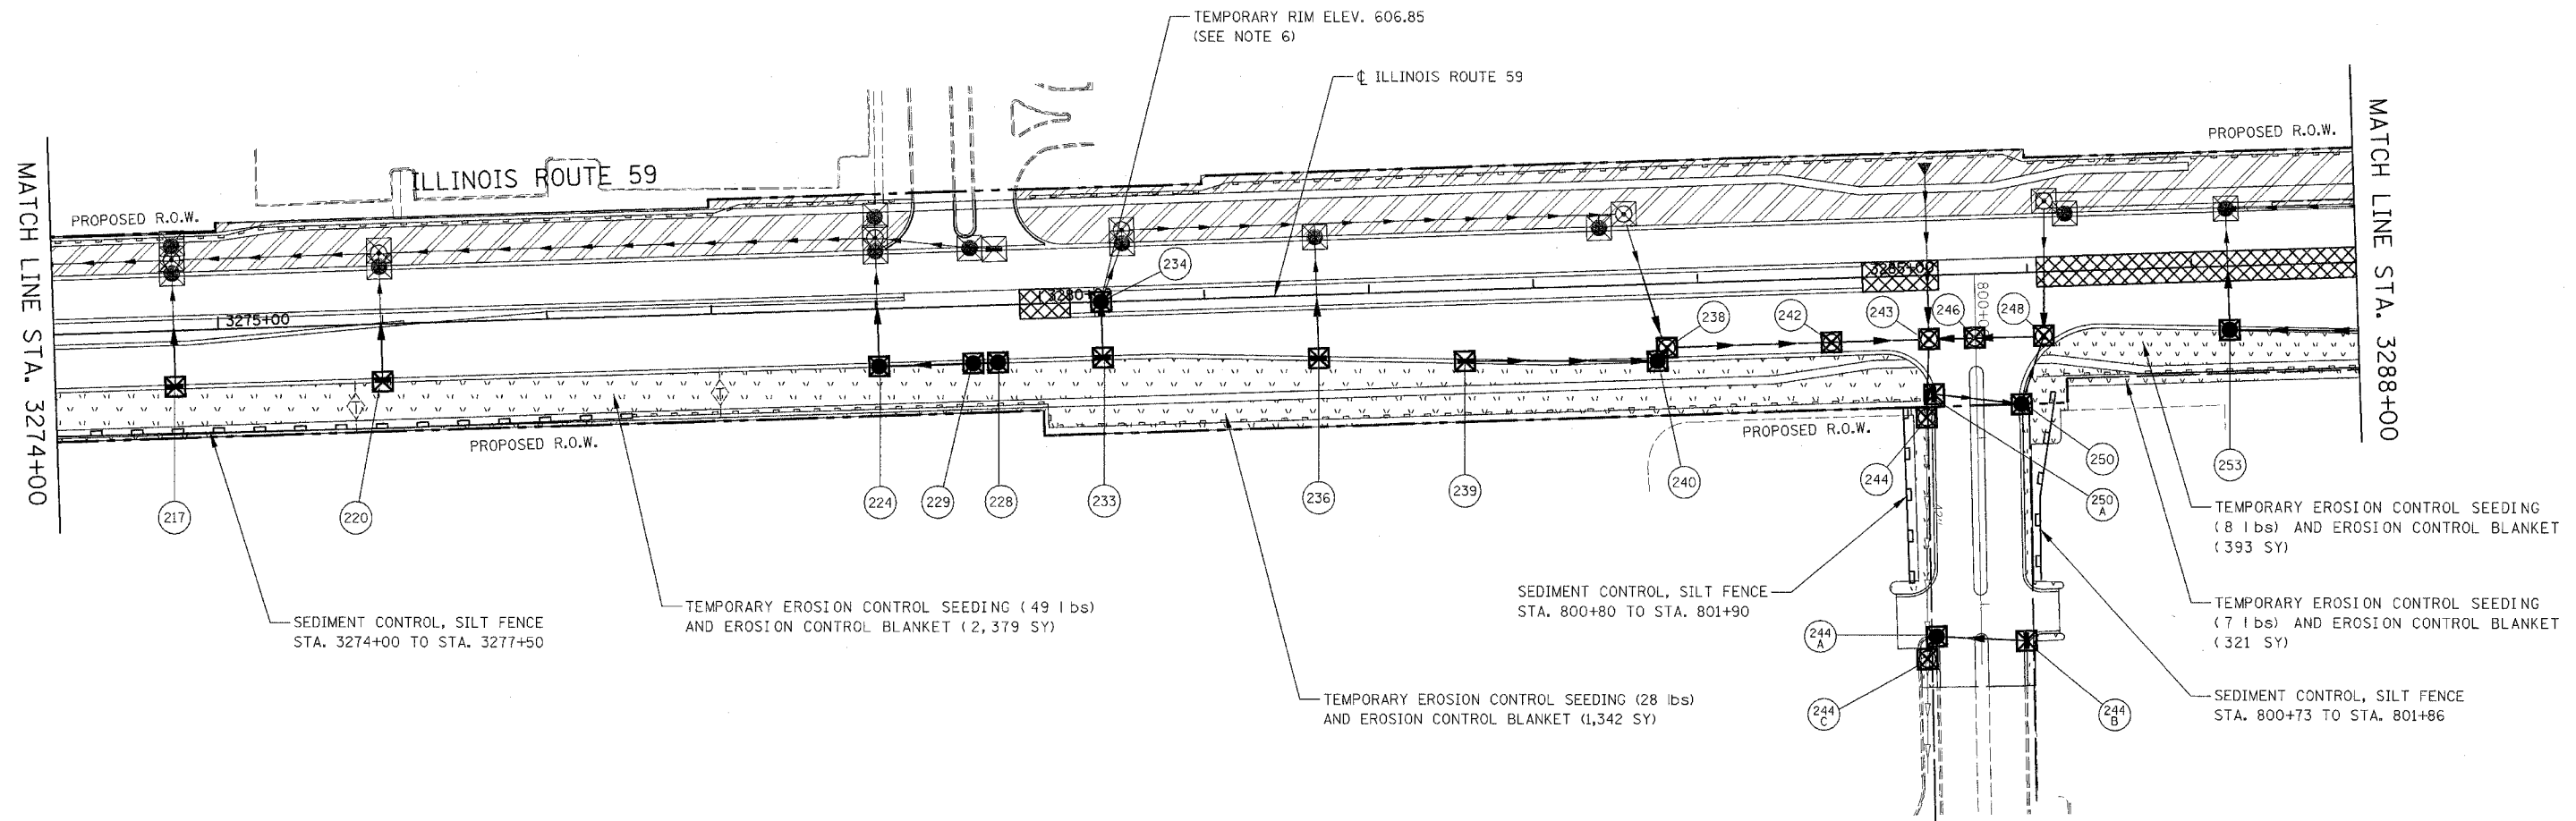 TEMPORARY RIM ELEV. 606.85
(SEE NOTE 6)
℄ ILLINOIS ROUTE 59
MATCH LINE STA. 3274+00
MATCH LINE STA. 3288+00
PROPOSED R.O.W.
ILLINOIS ROUTE 59
PROPOSED R.O.W.
234
3275+00
3280+00
3285+00
800+0
238
242
243
246
248
PROPOSED R.O.W.
PROPOSED R.O.W.
217
220
224
229
228
233
236
239
240
244
250
250 A
253
SEDIMENT CONTROL, SILT FENCE
STA. 3274+00 TO STA. 3277+50
TEMPORARY EROSION CONTROL SEEDING (49 lbs)
AND EROSION CONTROL BLANKET (2,379 SY)
TEMPORARY EROSION CONTROL SEEDING (28 lbs)
AND EROSION CONTROL BLANKET (1,342 SY)
SEDIMENT CONTROL, SILT FENCE
STA. 800+80 TO STA. 801+90
TEMPORARY EROSION CONTROL SEEDING
(8 lbs) AND EROSION CONTROL BLANKET
(393 SY)
TEMPORARY EROSION CONTROL SEEDING
(7 lbs) AND EROSION CONTROL BLANKET
(321 SY)
SEDIMENT CONTROL, SILT FENCE
STA. 800+73 TO STA. 801+86
244 A
244 C
244 B